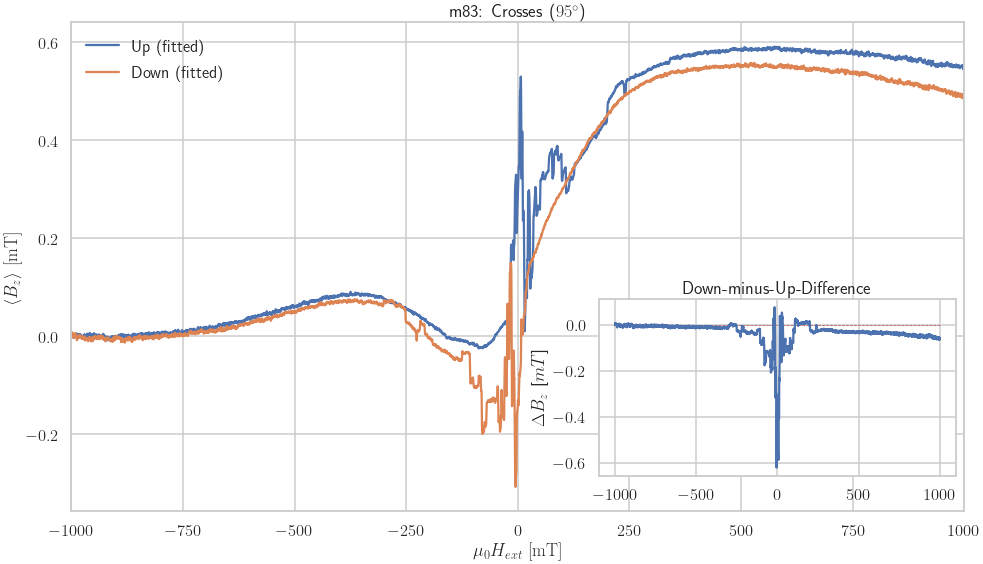 m83: Crosses (95°)
Up (fitted)
Down (fitted)
0.6
0.4
0.2
0.0
−0.2
⟨B_z⟩ [mT]
−1000 −750 −500 −250 0 250 500 750 1000
μ₀H_ext [mT]
Down-minus-Up-Difference
0.0
−0.2
−0.4
−0.6
ΔB_z [mT]
−1000 −500 0 500 1000